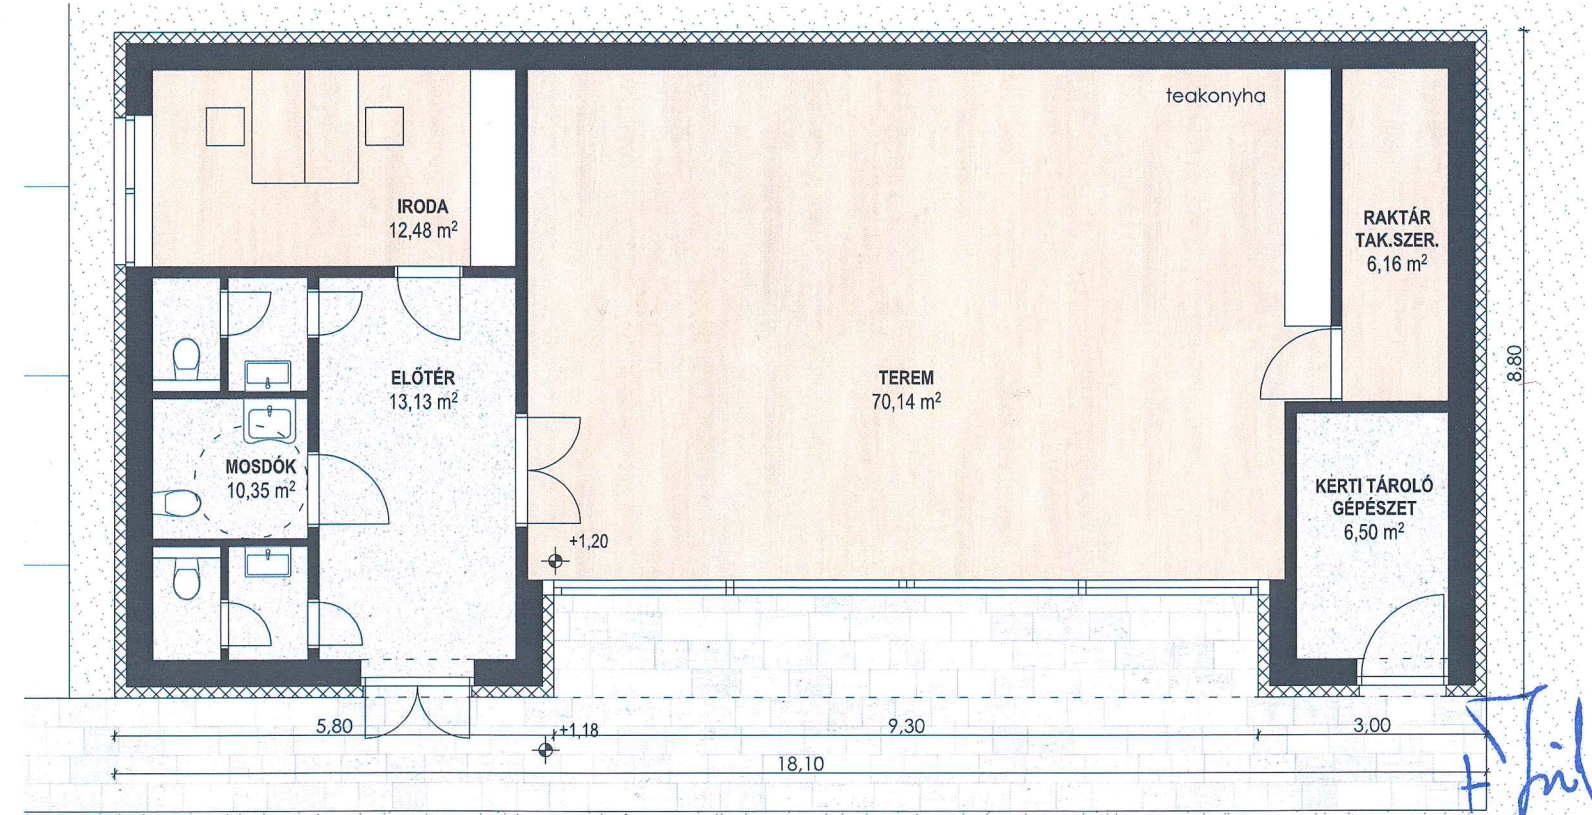 teakonyha
IRODA
12,48 m²
RAKTÁR
TAK.SZER.
6,16 m²
ELŐTÉR
13,13 m²
TEREM
70,14 m²
8,80
MOSDÓK
10,35 m²
KERTI TÁROLÓ
GÉPÉSZET
6,50 m²
+1,20
5,80
+1,18
9,30
3,00
18,10